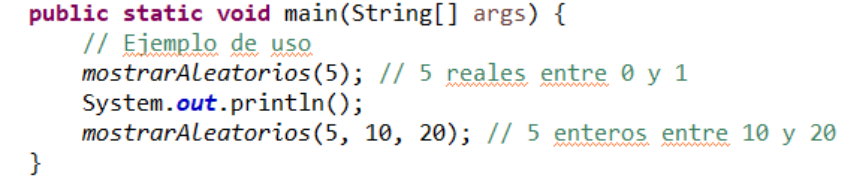 public static void main(String[] args) {
    // Ejemplo de uso
    mostrarAleatorios(5); // 5 reales entre 0 y 1
    System.out.println();
    mostrarAleatorios(5, 10, 20); // 5 enteros entre 10 y 20
}